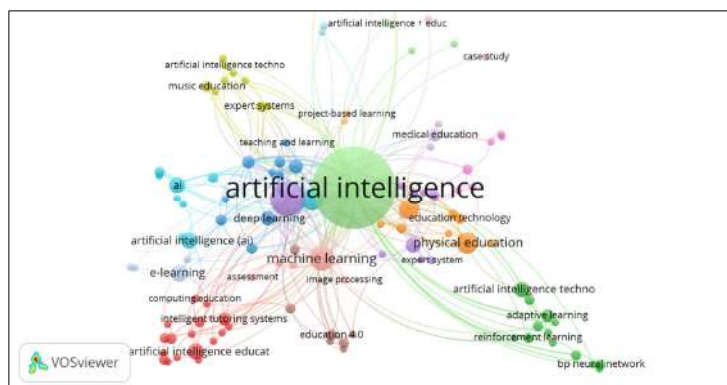 artificial intelligence + educ
case study
artificial intelligence techno
music education
expert systems
project-based learning
medical education
teaching and learning
ai
artificial intelligence
deep learning
education technology
artificial intelligence (ai)
physical education
machine learning
expert system
e-learning
assessment
image processing
artificial intelligence techno
computing education
adaptive learning
intelligent tutoring systems
education 4.0
reinforcement learning
artificial intelligence educat
bp neural network
VOSviewer